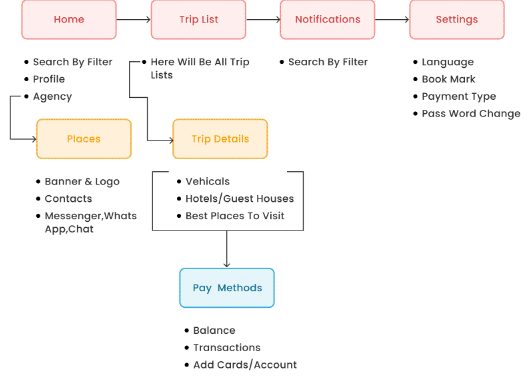 Home
Trip List
Notifications
Settings
Search By Filter
Profile
Agency
Here Will Be All Trip
Lists
Search By Filter
Language
Book Mark
Payment Type
Pass Word Change
Places
Trip Details
Banner & Logo
Contacts
Messenger,Whats
App,Chat
Vehicals
Hotels/Guest Houses
Best Places To Visit
Pay Methods
Balance
Transactions
Add Cards/Account